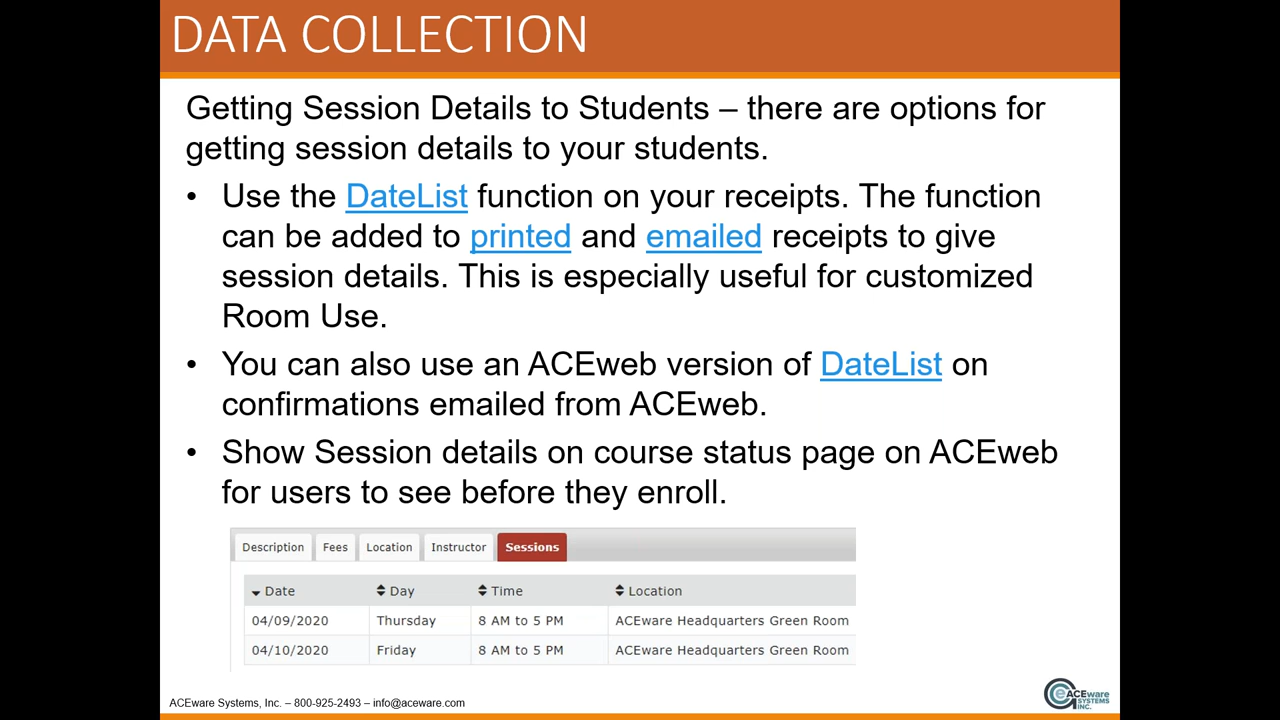 DATA COLLECTION
Getting Session Details to Students – there are options for
getting session details to your students.
• Use the DateList function on your receipts. The function
can be added to printed and emailed receipts to give
session details. This is especially useful for customized
Room Use.
• You can also use an ACEweb version of DateList on
confirmations emailed from ACEweb.
• Show Session details on course status page on ACEweb
for users to see before they enroll.
Description Fees Location Instructor Sessions
Date Day Time Location
04/09/2020 Thursday 8 AM to 5 PM ACEware Headquarters Green Room
04/10/2020 Friday 8 AM to 5 PM ACEware Headquarters Green Room
ACEware Systems, Inc. – 800-925-2493 – info@aceware.com
ACEware
SYSTEMS
INC.